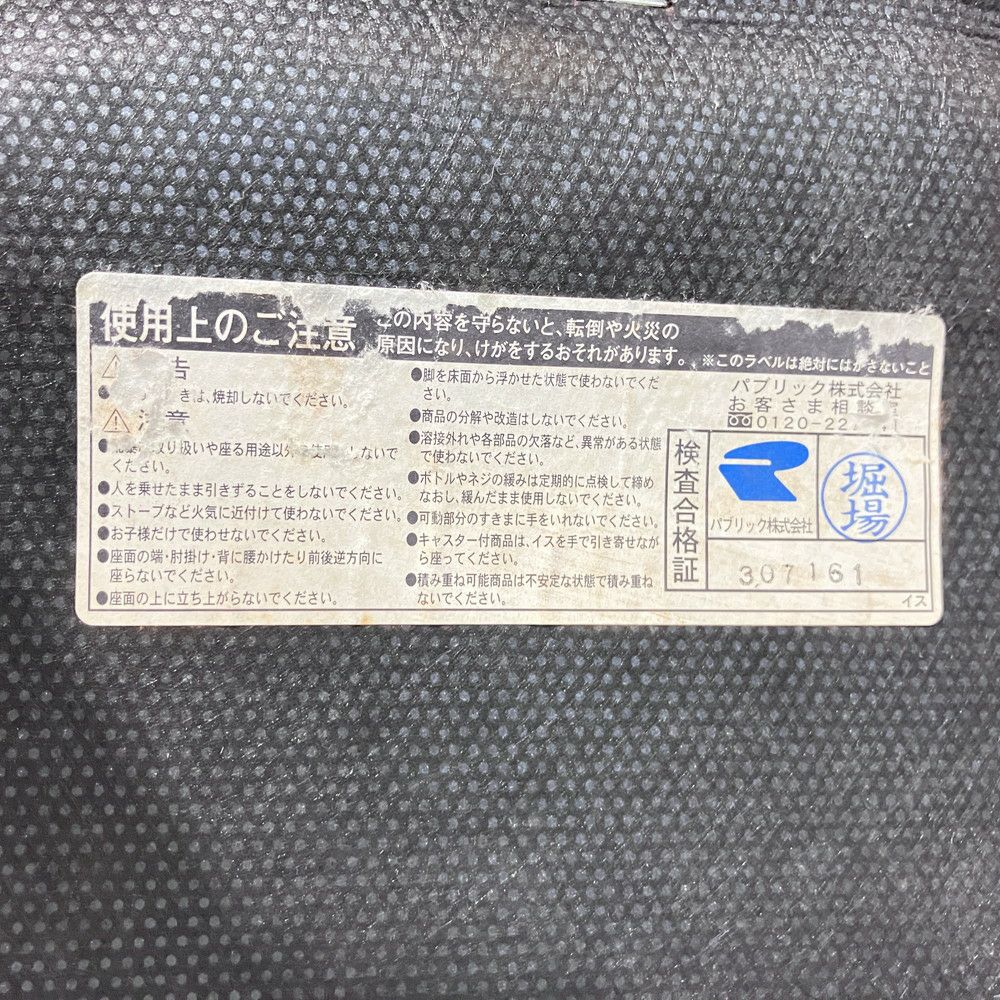 使用上のご注意
この内容を守らないと、転倒や火災の
原因になり、けがをするおそれがあります。
※このラベルは絶対にはがさないこと
告
きは、焼却しないでください。
注意
取り扱いや座る用途以外 しないで
ください。
●人を乗せたまま引きずることをしないでください。
●ストーブなど火気に近付けて使わないでください。
●お子様だけで使わせないでください。
●座面の端・肘掛け・背に腰かけたり前後逆方向に
座らないでください。
●座面の上に立ち上がらないでください。
●脚を床面から浮かせた状態で使わないでくだ
さい。
●商品の分解や改造はしないでください。
●溶接外れや各部品の欠落など、異常がある状態
で使わないでください。
●ボトルやネジの緩みは定期的に点検して締め
なおし、緩んだまま使用しないでください。
●可動部分のすきまに手をいれないでください。
●キャスター付商品は、イスを手で引き寄せなが
ら座ってください。
●積み重ね可能商品は不安定な状態で積み重ね
ないでください。
パブリック株式会社
お客さま相談
0120-22
検査合格証
パブリック株式会社
堀場
307161
イス